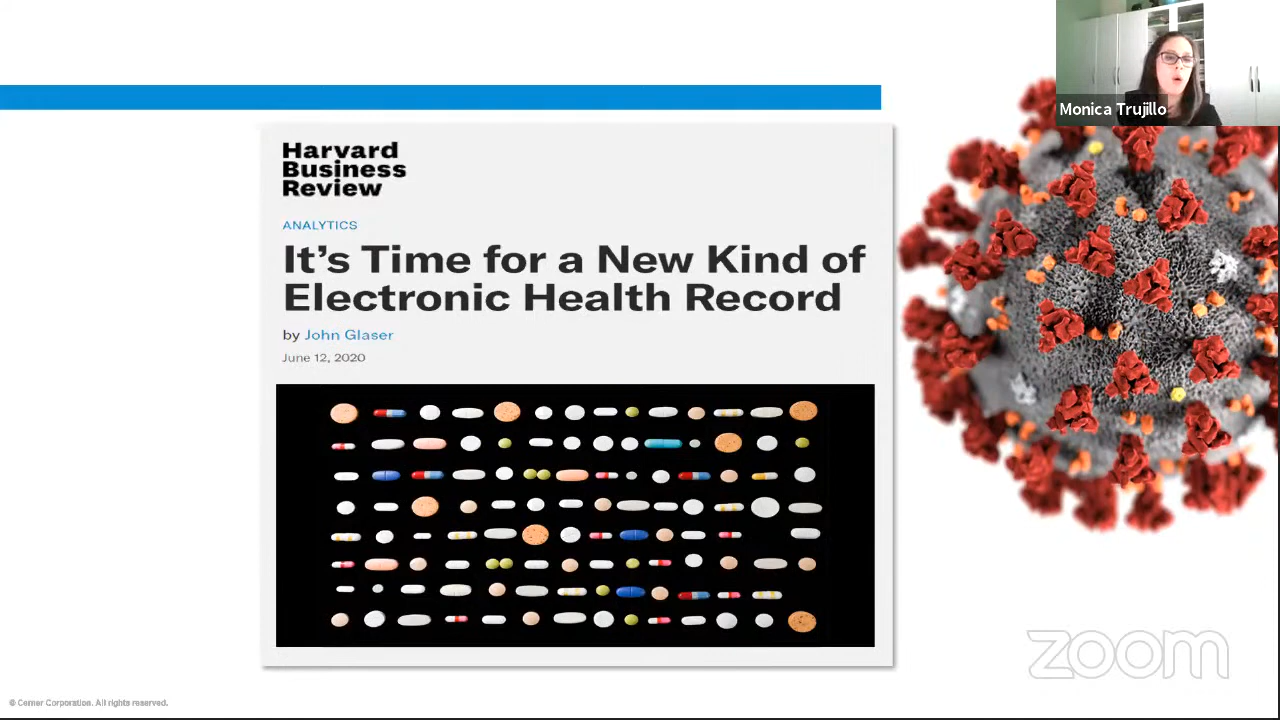 Monica Trujillo
Harvard
Business
Review
ANALYTICS
It's Time for a New Kind of
Electronic Health Record
by John Glaser
June 12, 2020
zoom
© Cerner Corporation. All rights reserved.